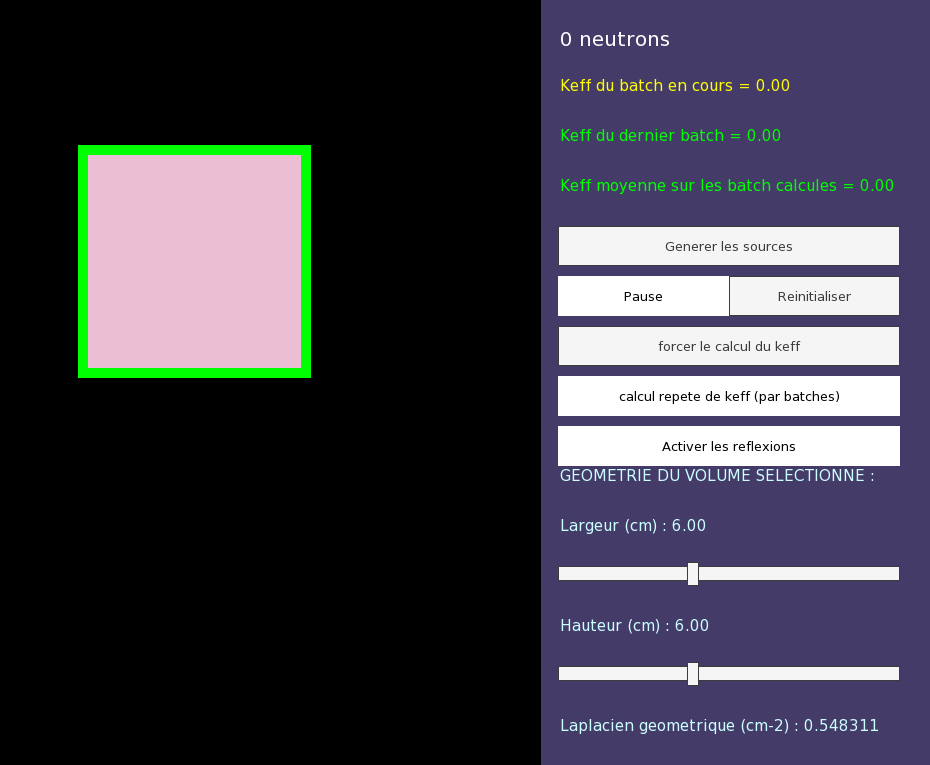 0 neutrons
Keff du batch en cours = 0.00
Keff du dernier batch = 0.00
Keff moyenne sur les batch calcules = 0.00
Generer les sources
Pause
Reinitialiser
forcer le calcul du keff
calcul repete de keff (par batches)
Activer les reflexions
GEOMETRIE DU VOLUME SELECTIONNE :
Largeur (cm) : 6.00
Hauteur (cm) : 6.00
Laplacien geometrique (cm-2) : 0.548311